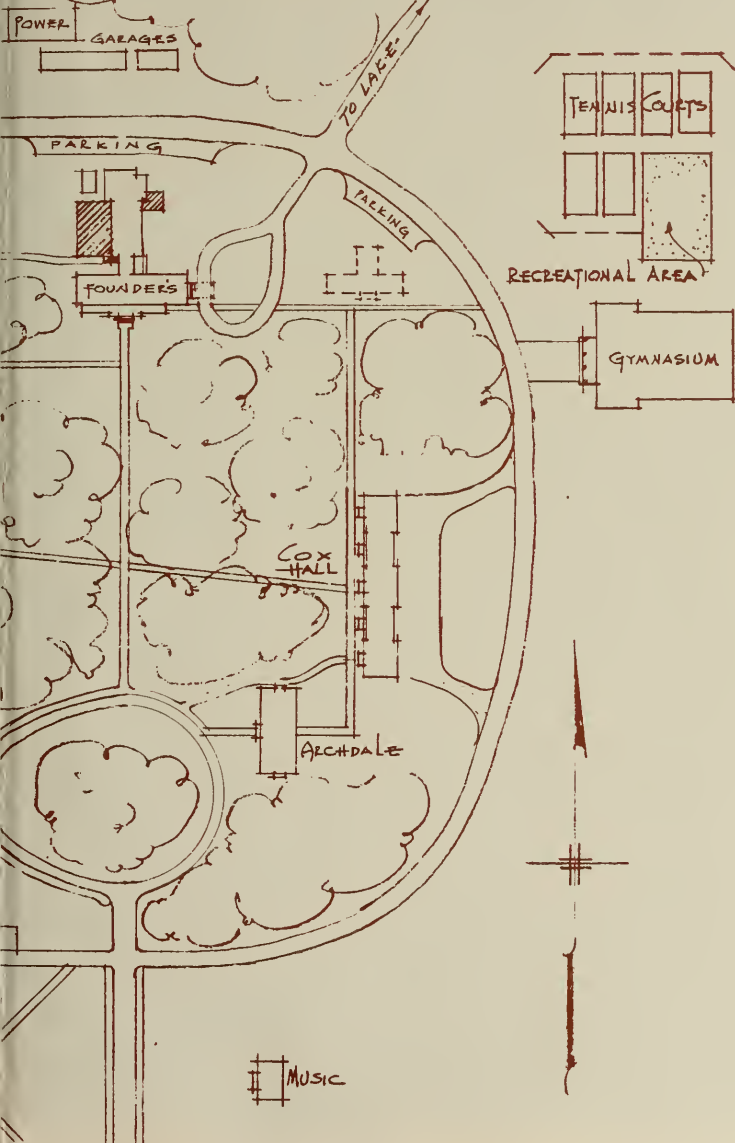 POWER
GARAGES
TO LAKE-
TENNIS COURTS
PARKING
PARKING
RECREATIONAL AREA
FOUNDERS
GYMNASIUM
COX
HALL
ARCHDALE
MUSIC